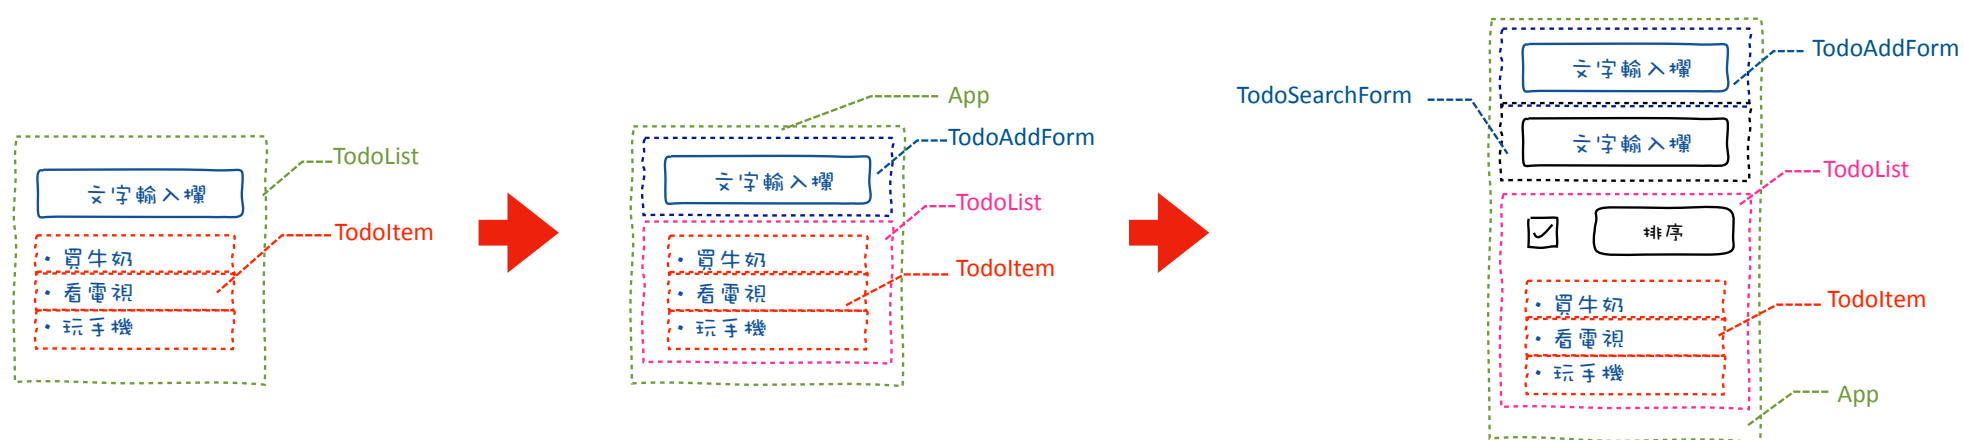 TodoList
文字輸入欄
TodoItem
・買牛奶
・看電視
・玩手機
App
TodoAddForm
文字輸入欄
TodoList
TodoItem
・買牛奶
・看電視
・玩手機
TodoAddForm
文字輸入欄
TodoSearchForm
文字輸入欄
TodoList
排序
TodoItem
・買牛奶
・看電視
・玩手機
App